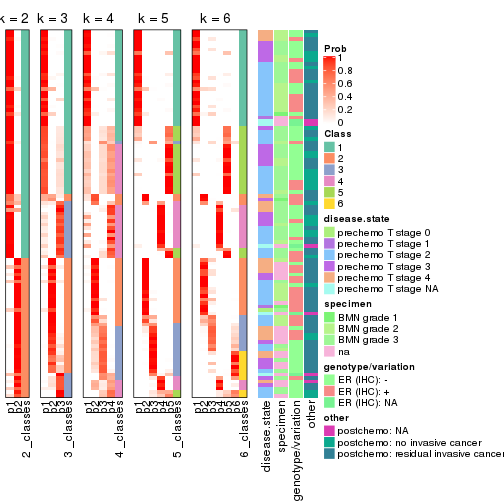 k = 2 k = 3 k = 4 k = 5 k = 6
Prob
1
0.8
0.6
0.4
0.2
0
Class
1
2
3
4
5
6
disease.state
prechemo T stage 0
prechemo T stage 1
prechemo T stage 2
prechemo T stage 3
prechemo T stage 4
prechemo T stage NA
specimen
BMN grade 1
BMN grade 2
BMN grade 3
na
genotype/variation
ER (IHC): -
ER (IHC): +
ER (IHC): NA
other
postchemo: NA
postchemo: no invasive cancer
postchemo: residual invasive cancer
p1 p2 2_classes
p1 p2 p3 3_classes
p1 p2 p3 p4 4_classes
p1 p2 p3 p4 p5 5_classes
p1 p2 p3 p4 p5 p6 6_classes
disease.state
specimen
genotype/variation
other